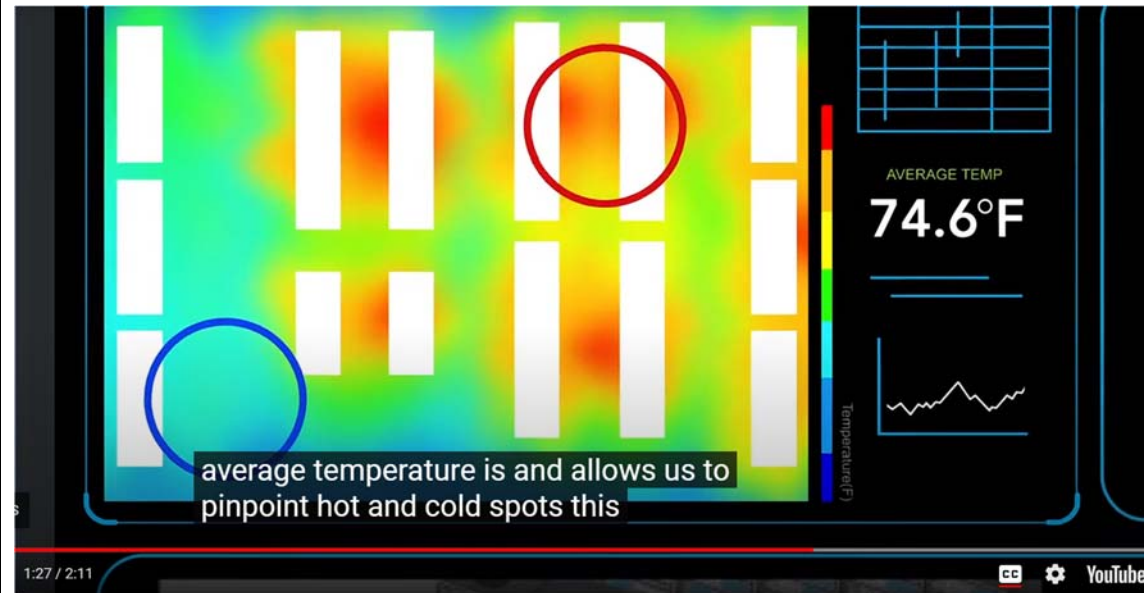 AVERAGE TEMP
74.6°F
Temperature(F)
average temperature is and allows us to
pinpoint hot and cold spots this
s
1:27 / 2:11
CC
YouTube